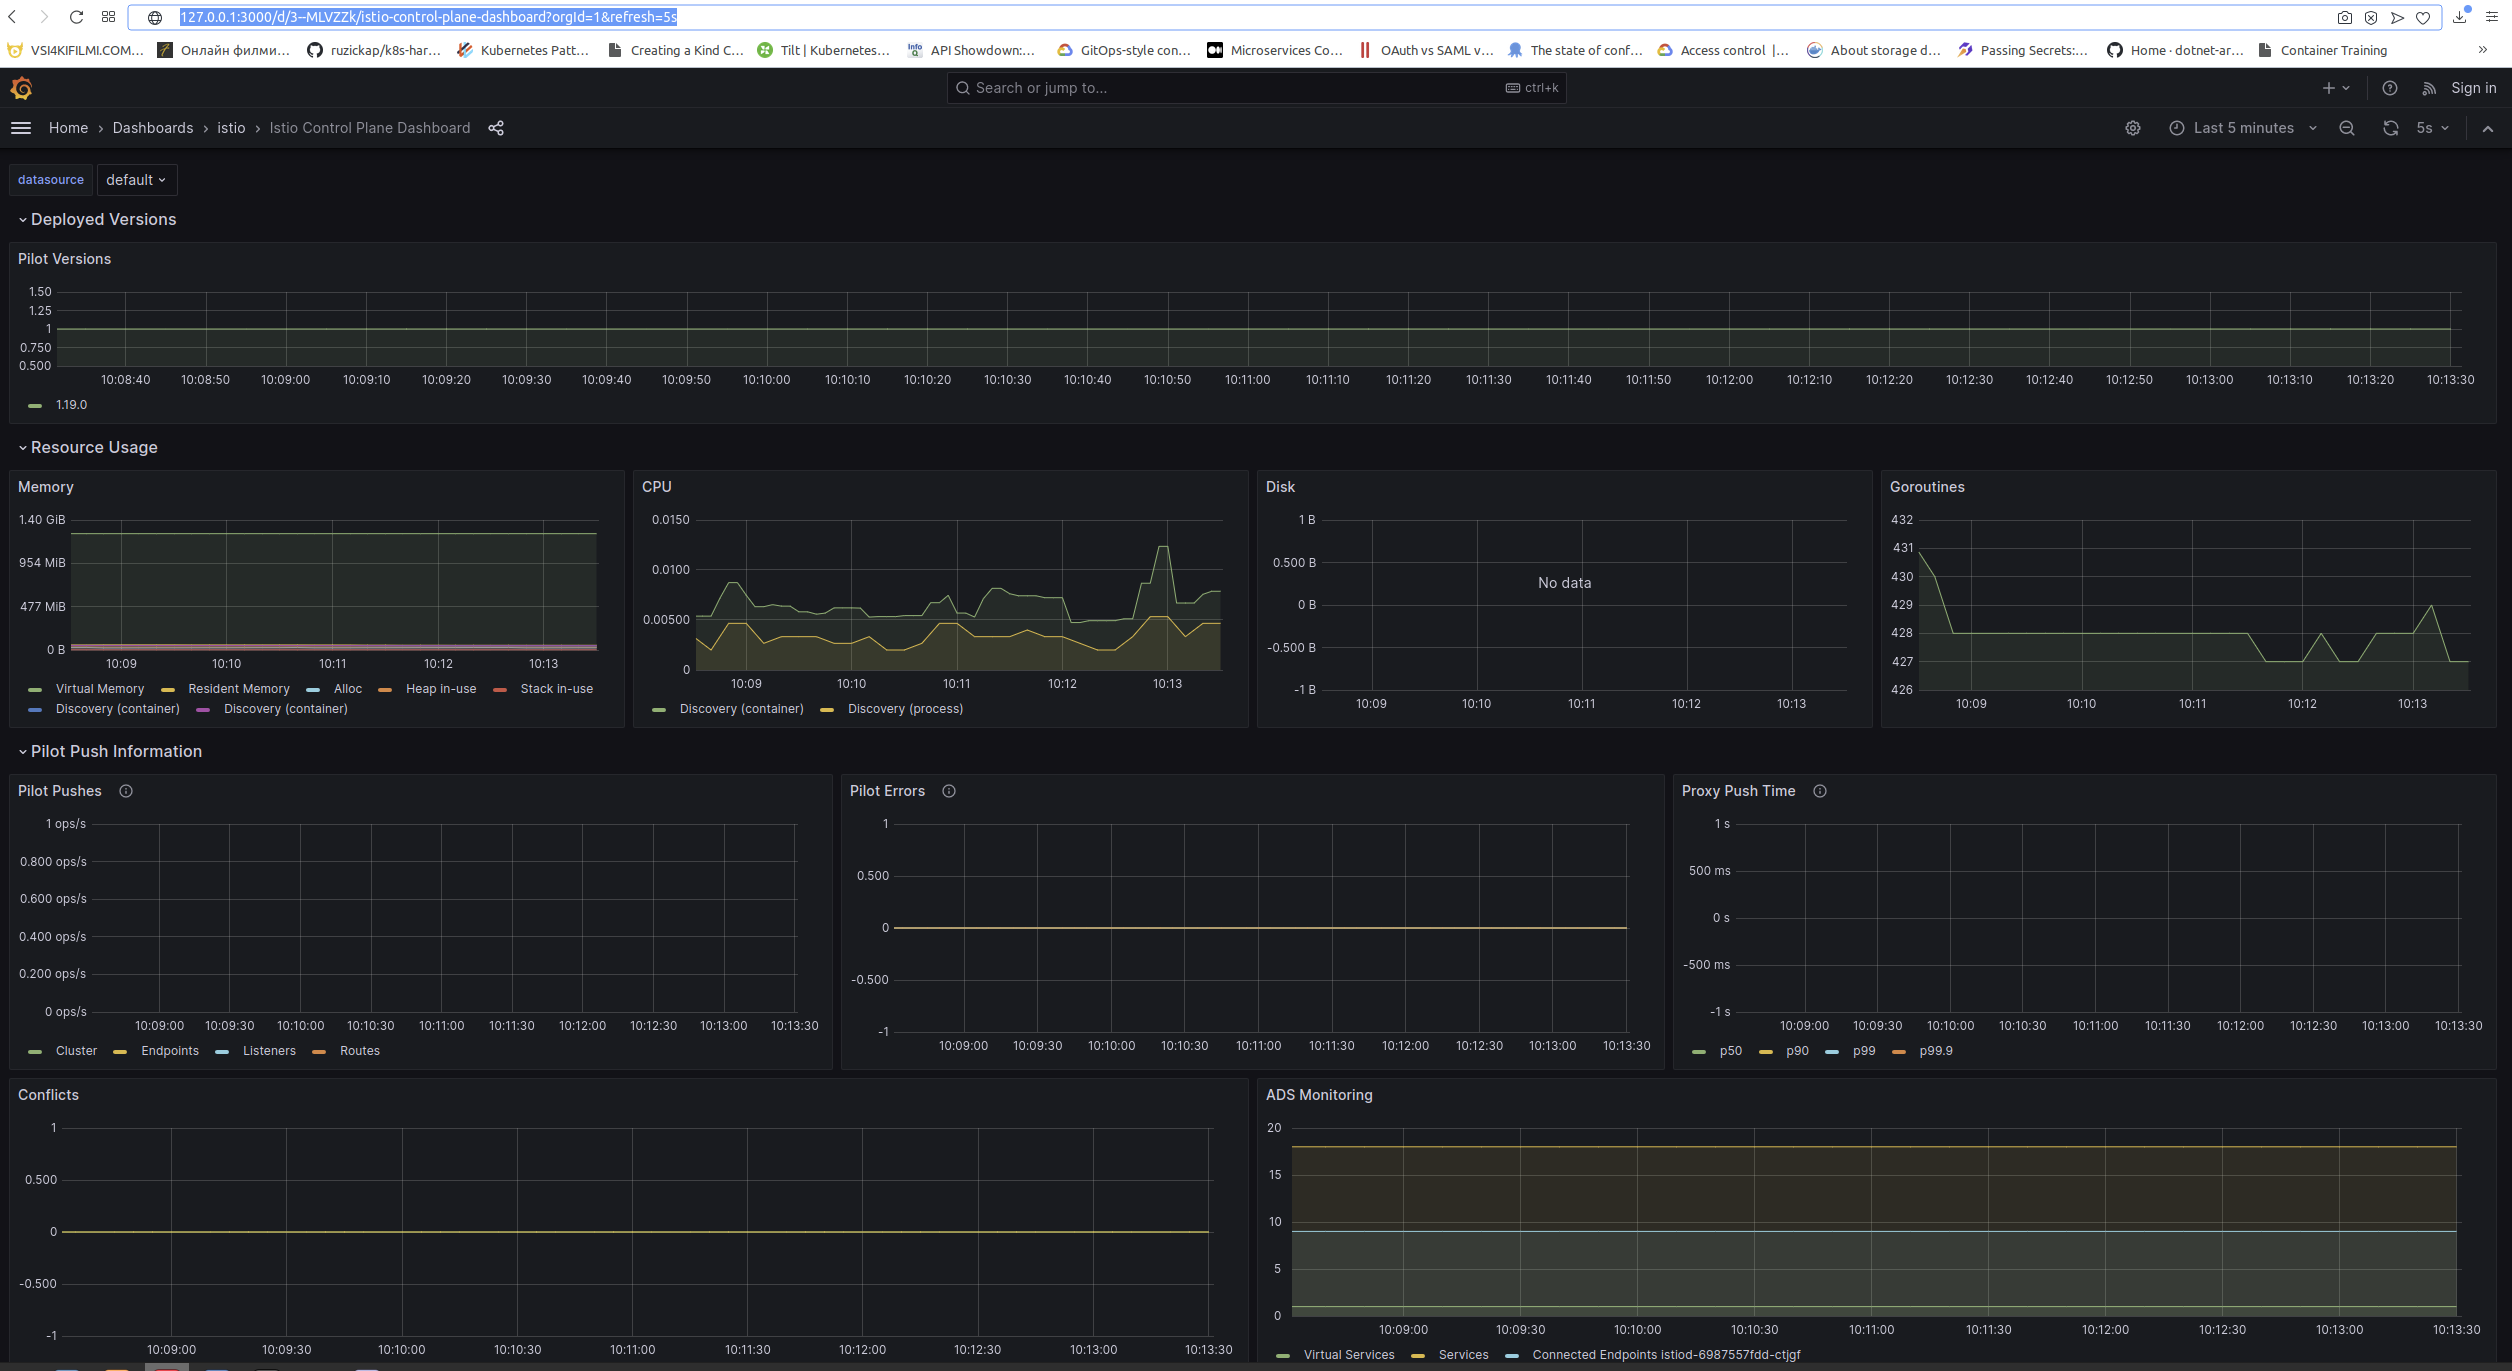 127.0.0.1:3000/d/3--MLVZZk/istio-control-plane-dashboard?orgId=1&refresh=5s
VSI4KIFILMI.COM... Онлайн филми... ruzickap/k8s-har... Kubernetes Patt... Creating a Kind C... Tilt | Kubernetes... API Showdown:... GitOps-style con... Microservices Co... OAuth vs SAML v... The state of conf... Access control |... About storage d... Passing Secrets:... Home · dotnet-ar... Container Training »
Search or jump to... ctrl+k Sign in
Home › Dashboards › istio › Istio Control Plane Dashboard Last 5 minutes 5s
datasource default
Deployed Versions
Pilot Versions
1.50
1.25
1
0.750
0.500
10:08:40 10:08:50 10:09:00 10:09:10 10:09:20 10:09:30 10:09:40 10:09:50 10:10:00 10:10:10 10:10:20 10:10:30 10:10:40 10:10:50 10:11:00 10:11:10 10:11:20 10:11:30 10:11:40 10:11:50 10:12:00 10:12:10 10:12:20 10:12:30 10:12:40 10:12:50 10:13:00 10:13:10 10:13:20 10:13:30
1.19.0
Resource Usage
Memory
1.40 GiB
954 MiB
477 MiB
0 B
10:09 10:10 10:11 10:12 10:13
Virtual Memory Resident Memory Alloc Heap in-use Stack in-use
Discovery (container) Discovery (container)
CPU
0.0150
0.0100
0.00500
0
10:09 10:10 10:11 10:12 10:13
Discovery (container) Discovery (process)
Disk
1 B
0.500 B
No data
0 B
-0.500 B
-1 B
10:09 10:10 10:11 10:12 10:13
Goroutines
432
431
430
429
428
427
426
10:09 10:10 10:11 10:12 10:13
Pilot Push Information
Pilot Pushes
1 ops/s
0.800 ops/s
0.600 ops/s
0.400 ops/s
0.200 ops/s
0 ops/s
10:09:00 10:09:30 10:10:00 10:10:30 10:11:00 10:11:30 10:12:00 10:12:30 10:13:00 10:13:30
Cluster Endpoints Listeners Routes
Pilot Errors
1
0.500
0
-0.500
-1
10:09:00 10:09:30 10:10:00 10:10:30 10:11:00 10:11:30 10:12:00 10:12:30 10:13:00 10:13:30
Proxy Push Time
1 s
500 ms
0 s
-500 ms
-1 s
10:09:00 10:09:30 10:10:00 10:10:30 10:11:00 10:11:30 10:12:00 10:12:30 10:13:00 10:13:30
p50 p90 p99 p99.9
Conflicts
1
0.500
0
-0.500
-1
10:09:00 10:09:30 10:10:00 10:10:30 10:11:00 10:11:30 10:12:00 10:12:30 10:13:00 10:13:30
ADS Monitoring
20
15
10
5
0
10:09:00 10:09:30 10:10:00 10:10:30 10:11:00 10:11:30 10:12:00 10:12:30 10:13:00 10:13:30
Virtual Services Services Connected Endpoints istiod-6987557fdd-ctjgf